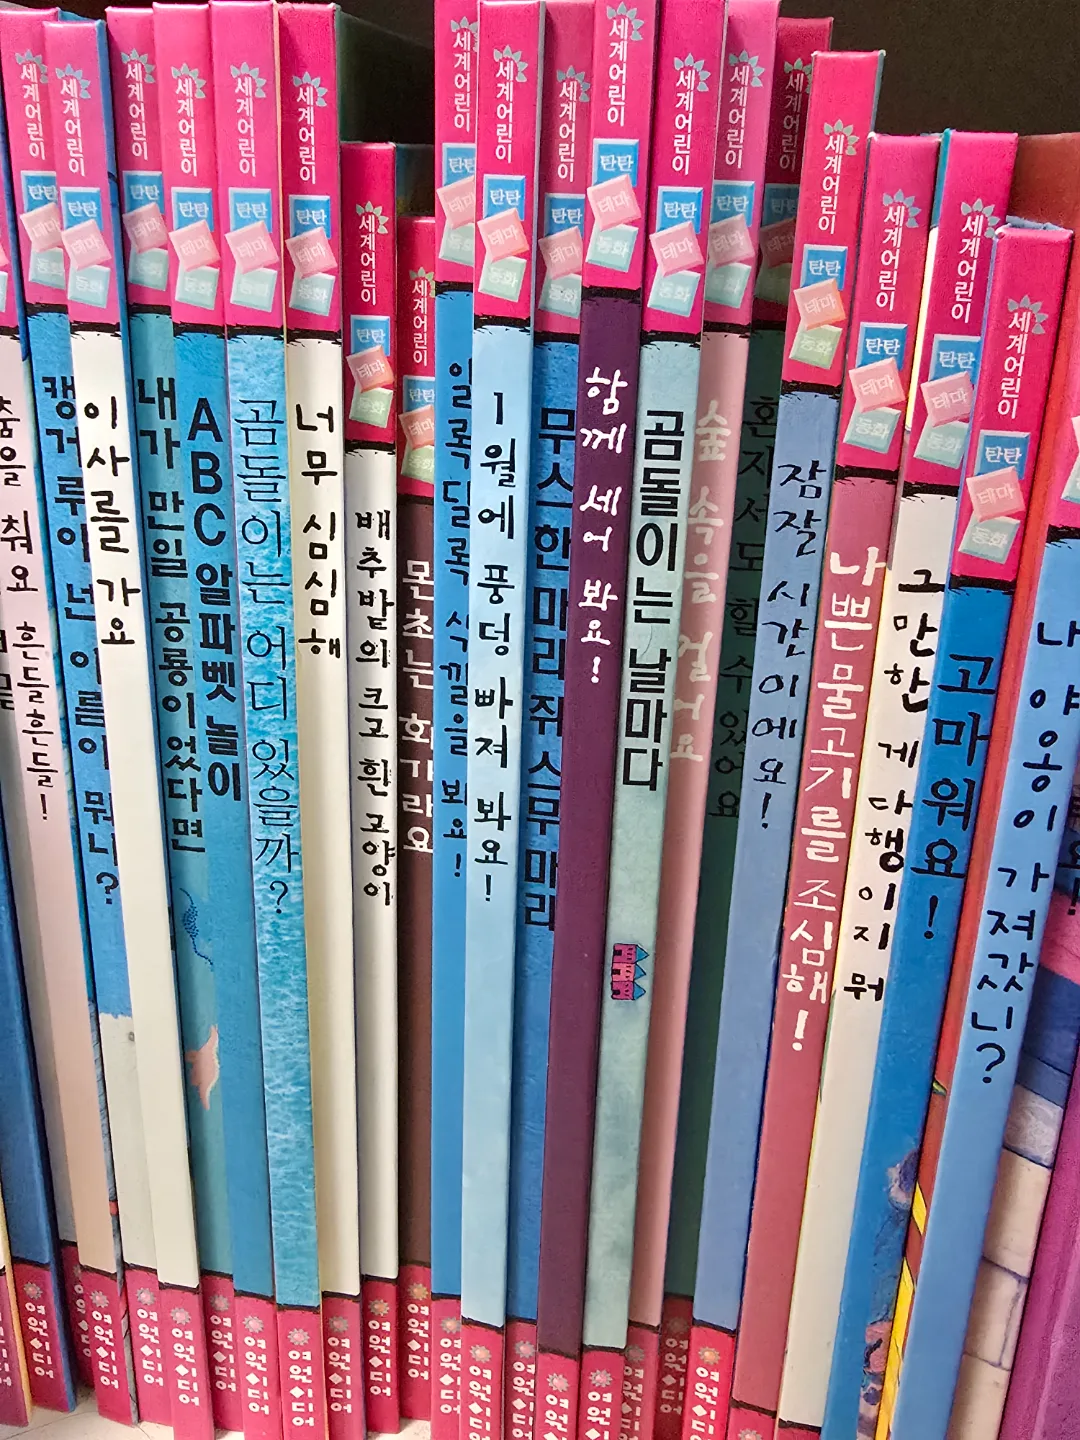 세계어린이 탄탄 테마 동화
춤을 춰요 흔들흔들!
캥거루야 넌 이름이 뭐니?
이사를 가요
내가 만일 공룡이었다면
ABC 알파벳 놀이
곰돌이는 어디 있을까?
너무 심심해
배추밭의 크고 흰 고양이
몬초는 화가라요
알록달록 색깔을 봐요!
1월에 풍덩 빠져 봐요!
무스 한 마리 쥐 스무 마리
함께 세어 봐요!
곰돌이는 날마다
숲 속을 걸어요
혼자서도 할 수 있어요
잠잘 시간이에요!
나쁜 물고기를 조심해!
그만한 게 다행이지 뭐
고마워요!
내 야옹이 가져갔니?
여원미디어